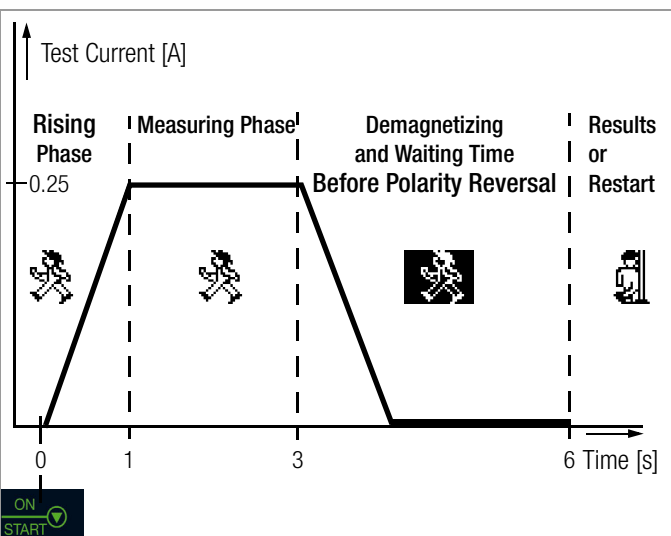 Test Current [A]
Rising
Phase
Measuring Phase
Demagnetizing
and Waiting Time
Before Polarity Reversal
Results
or
Restart
0.25
0
1
3
6
Time [s]
ON
START